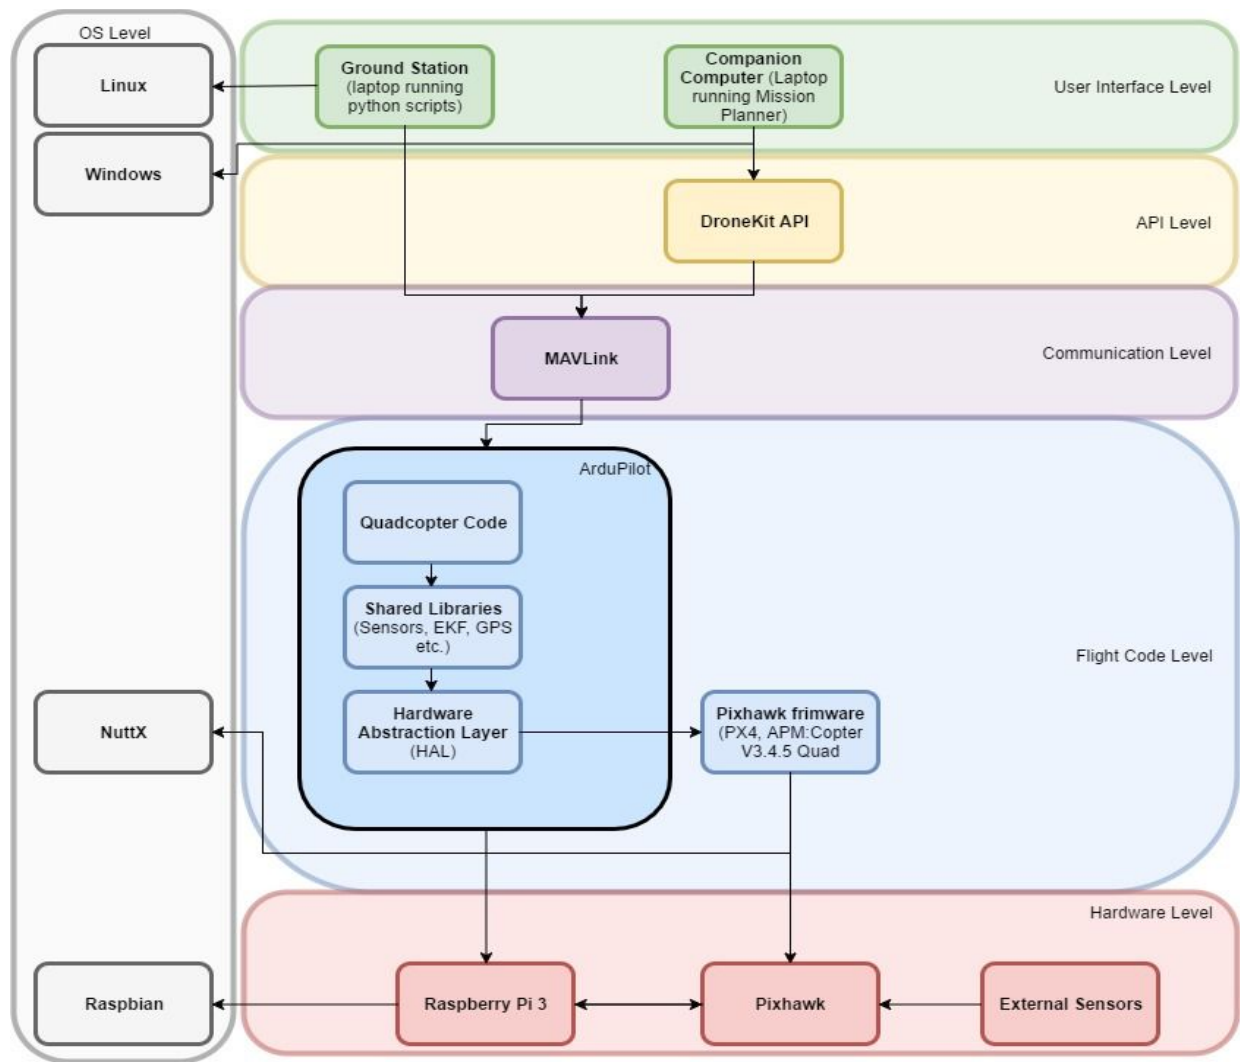 OS Level
Linux
Ground Station
(laptop running
python scripts)
Companion
Computer (Laptop
running Mission
Planner)
User Interface Level
Windows
DroneKit API
API Level
MAVLink
Communication Level
ArduPilot
Quadcopter Code
Shared Libraries
(Sensors, EKF, GPS
etc.)
Flight Code Level
NuttX
Hardware
Abstraction Layer
(HAL)
Pixhawk frimware
(PX4, APM:Copter
V3.4.5 Quad
Hardware Level
Raspbian
Raspberry Pi 3
Pixhawk
External Sensors